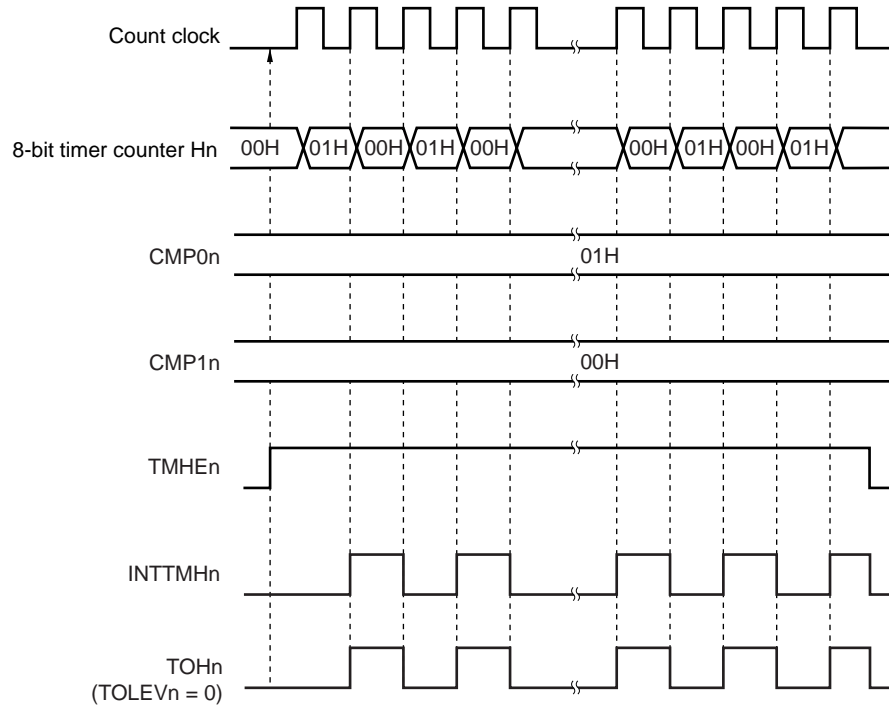 Count clock
8-bit timer counter Hn 00H 01H 00H 01H 00H 00H 01H 00H 01H
CMP0n 01H
CMP1n 00H
TMHEn
INTTMHn
TOHn
(TOLEVn = 0)